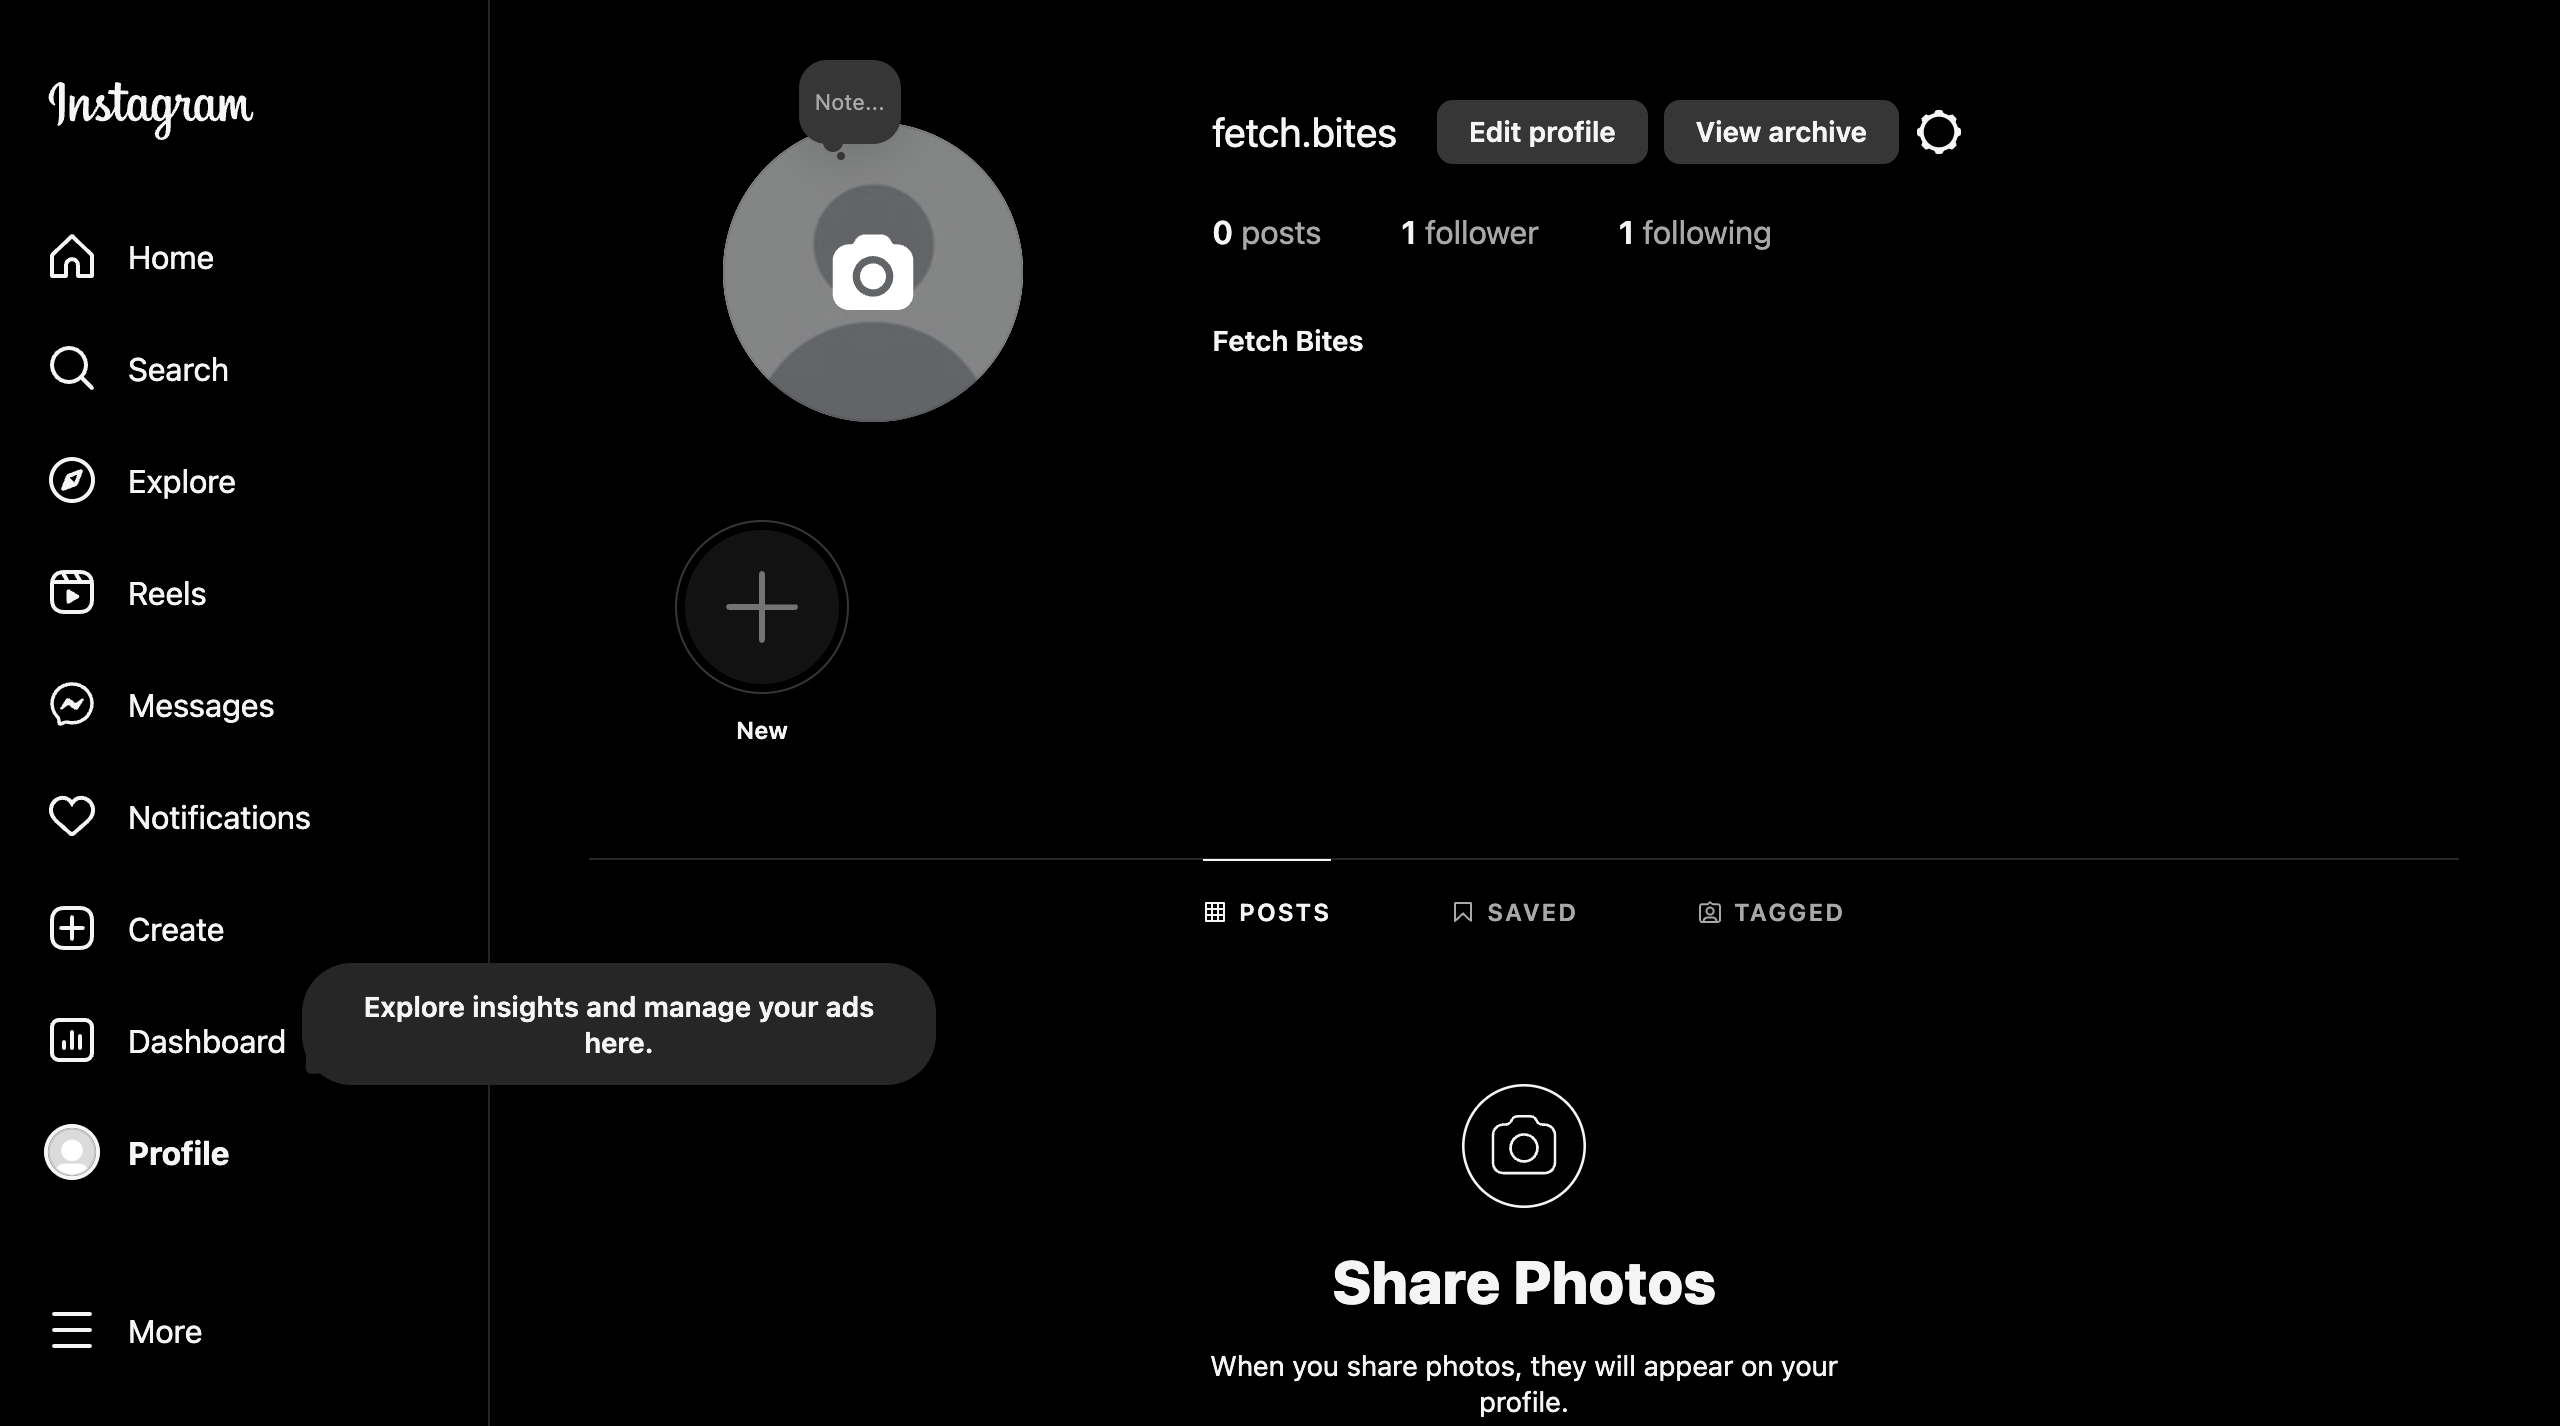 Instagram
Home
Search
Explore
Reels
Messages
Notifications
Create
Dashboard
Profile
More
Note...
fetch.bites
Edit profile
View archive
0 posts
1 follower
1 following
Fetch Bites
New
POSTS
SAVED
TAGGED
Explore insights and manage your ads
here.
Share Photos
When you share photos, they will appear on your
profile.